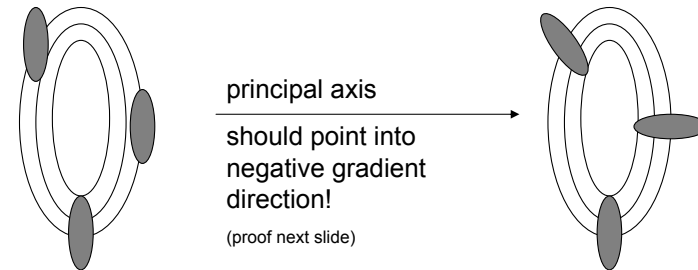 principal axis
should point into
negative gradient
direction!
(proof next slide)